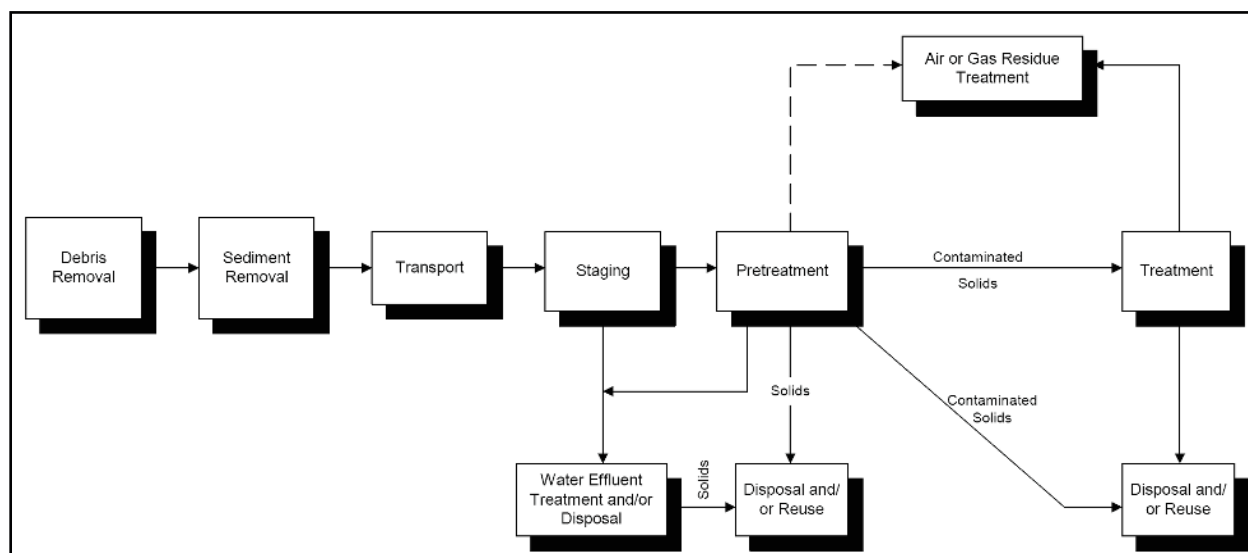 Air or Gas Residue
Treatment
Debris
Removal
Sediment
Removal
Transport
Staging
Pretreatment
Contaminated
Solids
Treatment
Solids
Contaminated
Solids
Water Effluent
Treatment and/or
Disposal
Solids
Disposal and/
or Reuse
Disposal and/
or Reuse